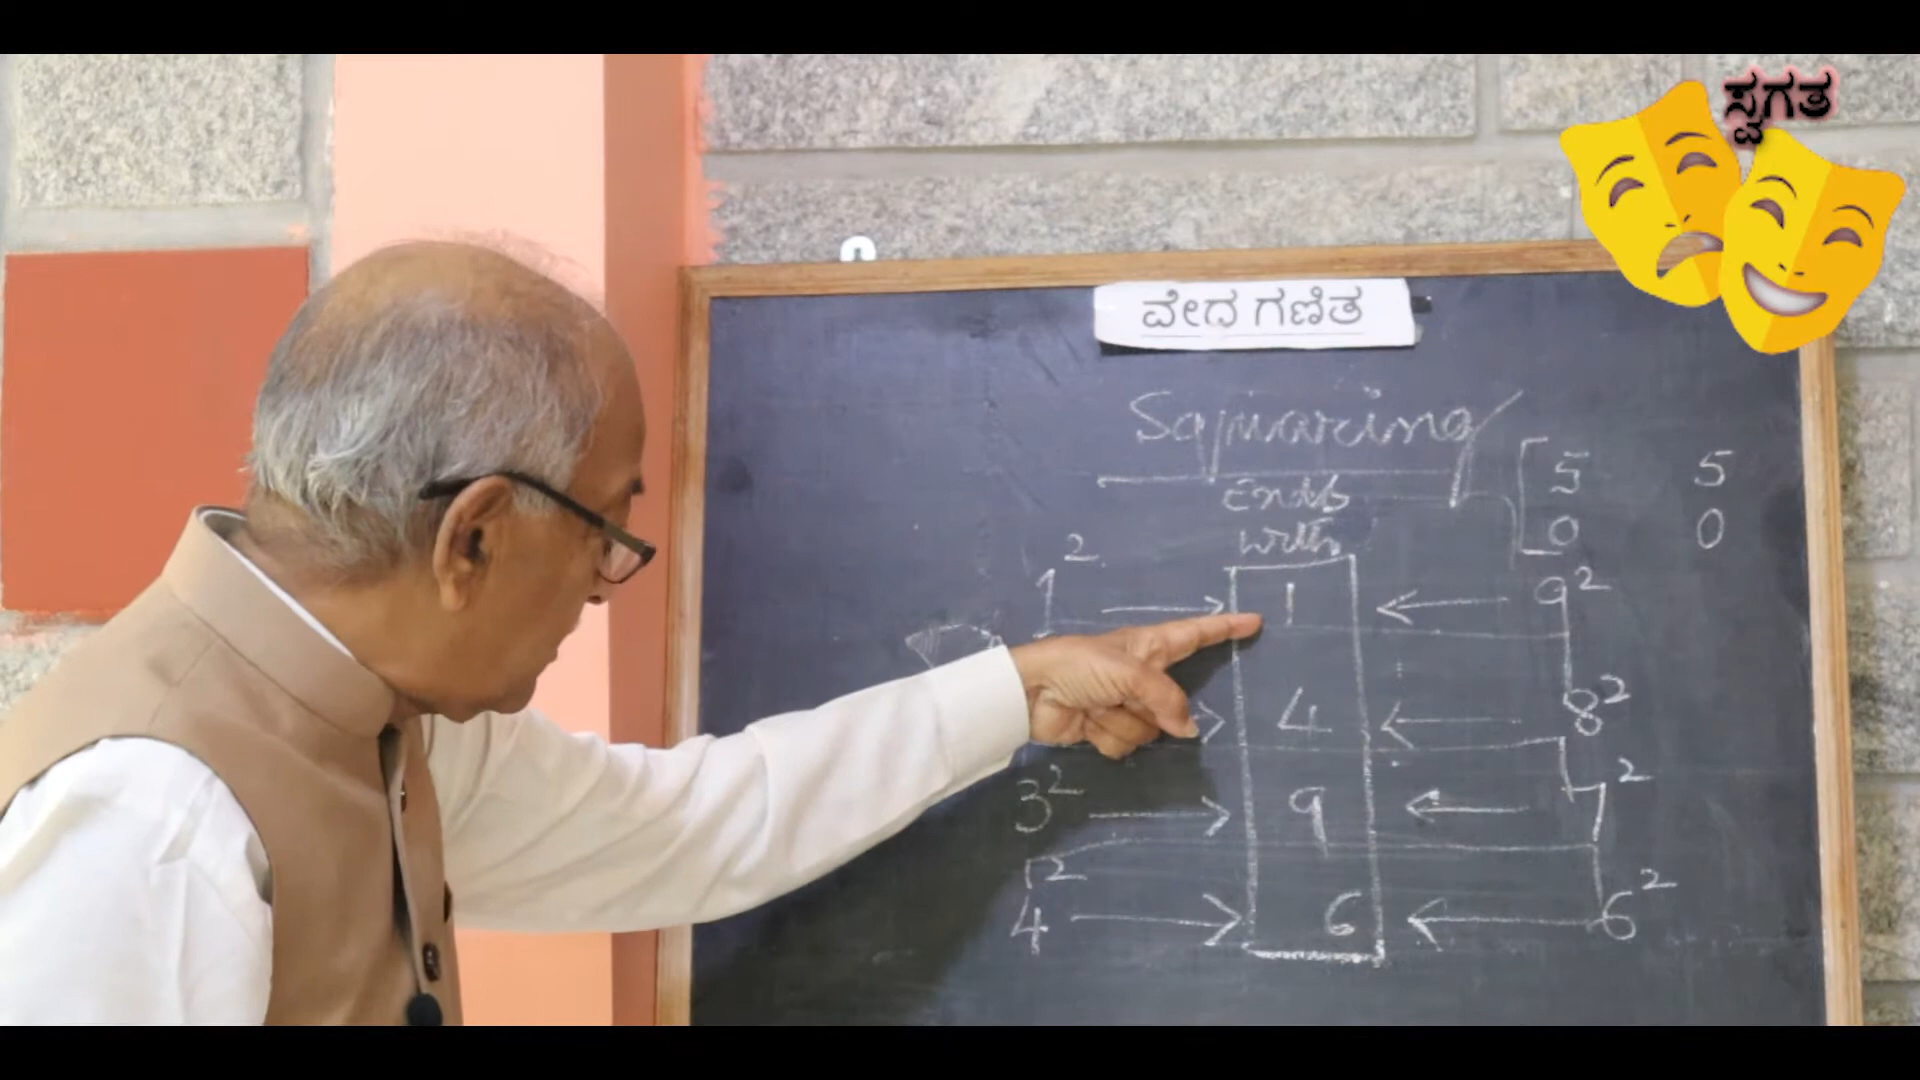 ಸ್ವಗತ
ವೇದ ಗಣಿತ
Squaring
Ends
with
5 5
0 0
1² → 1 ← 9²
→ 4 ← 8²
3² → 9 ← 7²
4² → 6 ← 6²